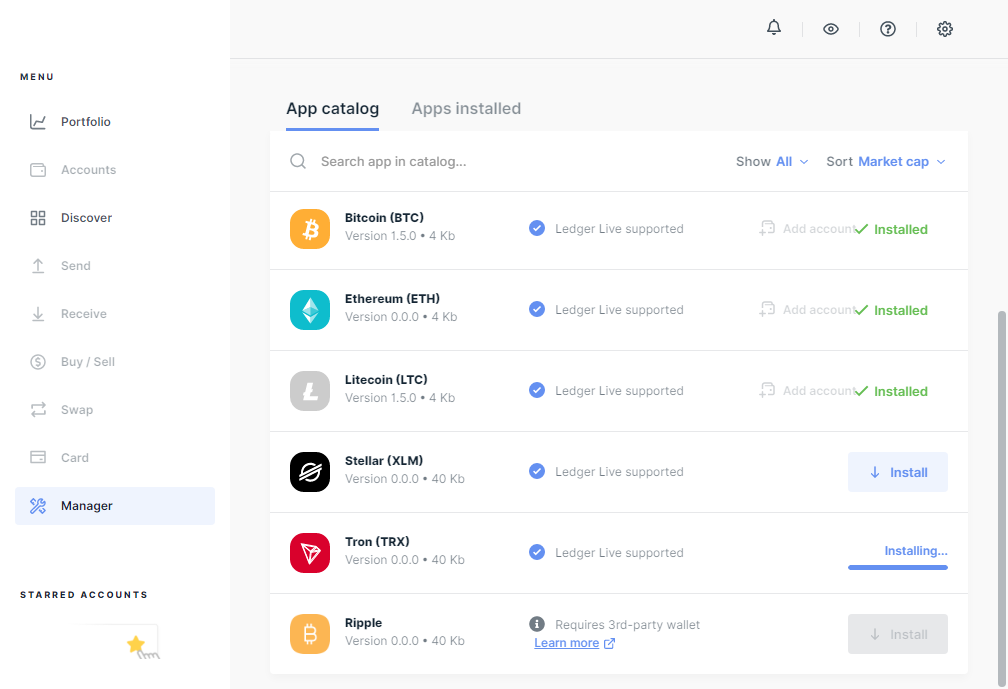 MENU
Portfolio
Accounts
Discover
Send
Receive
Buy / Sell
Swap
Card
Manager
STARRED ACCOUNTS
App catalog
Apps installed
Search app in catalog...
Show All
Sort Market cap
Bitcoin (BTC)
Version 1.5.0 • 4 Kb
Ledger Live supported
Add account
Installed
Ethereum (ETH)
Version 0.0.0 • 4 Kb
Ledger Live supported
Add account
Installed
Litecoin (LTC)
Version 1.5.0 • 4 Kb
Ledger Live supported
Add account
Installed
Stellar (XLM)
Version 0.0.0 • 40 Kb
Ledger Live supported
Install
Tron (TRX)
Version 0.0.0 • 40 Kb
Ledger Live supported
Installing...
Ripple
Version 0.0.0 • 40 Kb
Requires 3rd-party wallet
Learn more
Install